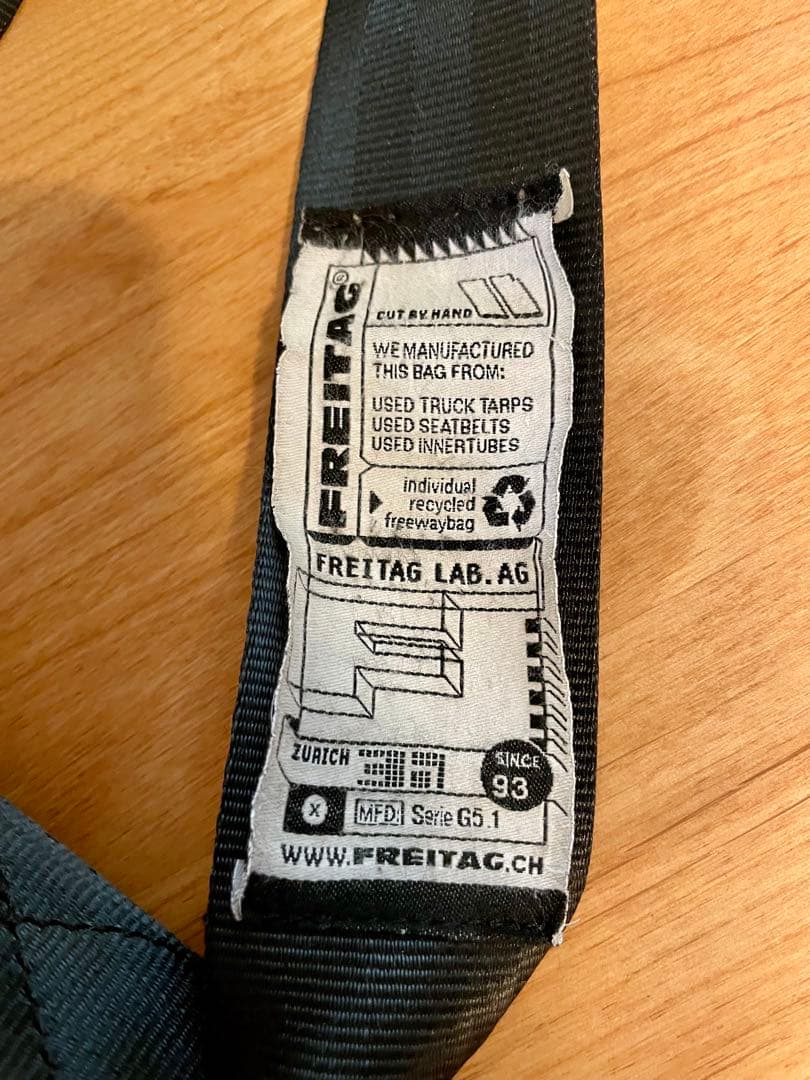 FREITAG®
CUT BY HAND
WE MANUFACTURED
THIS BAG FROM:
USED TRUCK TARPS
USED SEATBELTS
USED INNERTUBES
individual
recycled
freewaybag
FREITAG LAB. AG
ZURICH
SINCE
93
X MFD: Serie G5.1
WWW.FREITAG.CH